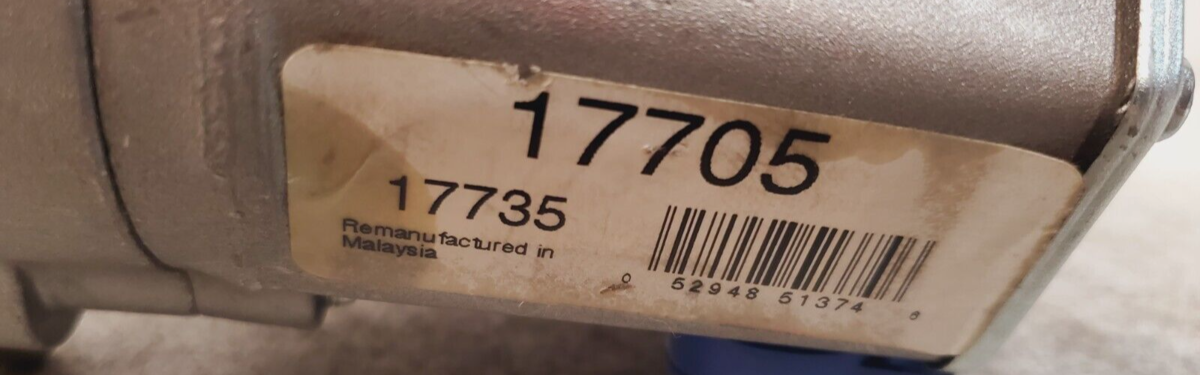 17705
17735
Remanufactured in
Malaysia
0 52948 51374 6